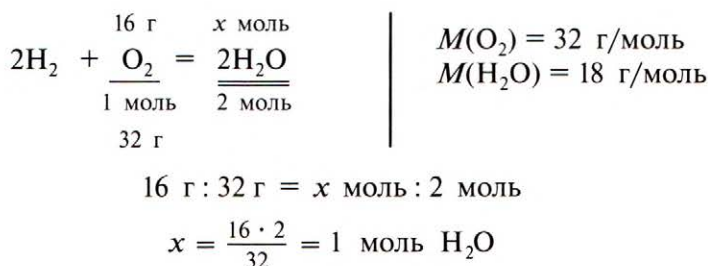 16 г x моль
2H₂ + O₂ = 2H₂O
1 моль 2 моль
32 г
M(O₂) = 32 г/моль
M(H₂O) = 18 г/моль
16 г : 32 г = x моль : 2 моль
x = 16 · 2 / 32 = 1 моль H₂O